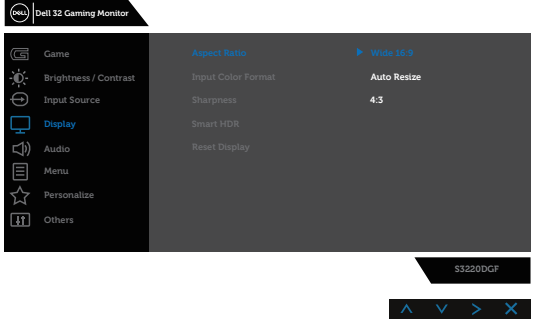 DELL Dell 32 Gaming Monitor
Game
Brightness / Contrast
Input Source
Display
Audio
Menu
Personalize
Others
Aspect Ratio
Input Color Format
Sharpness
Smart HDR
Reset Display
Wide 16:9
Auto Resize
4:3
S3220DGF